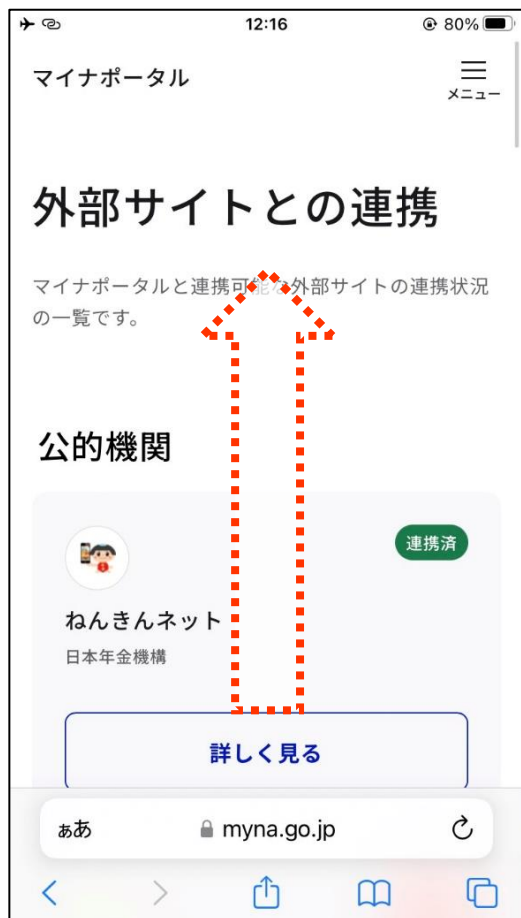 12:16
80%
マイナポータル
メニュー
外部サイトとの連携
マイナポータルと連携可能な外部サイトの連携状況
の一覧です。
公的機関
連携済
ねんきんネット
日本年金機構
詳しく見る
ぁあ
myna.go.jp